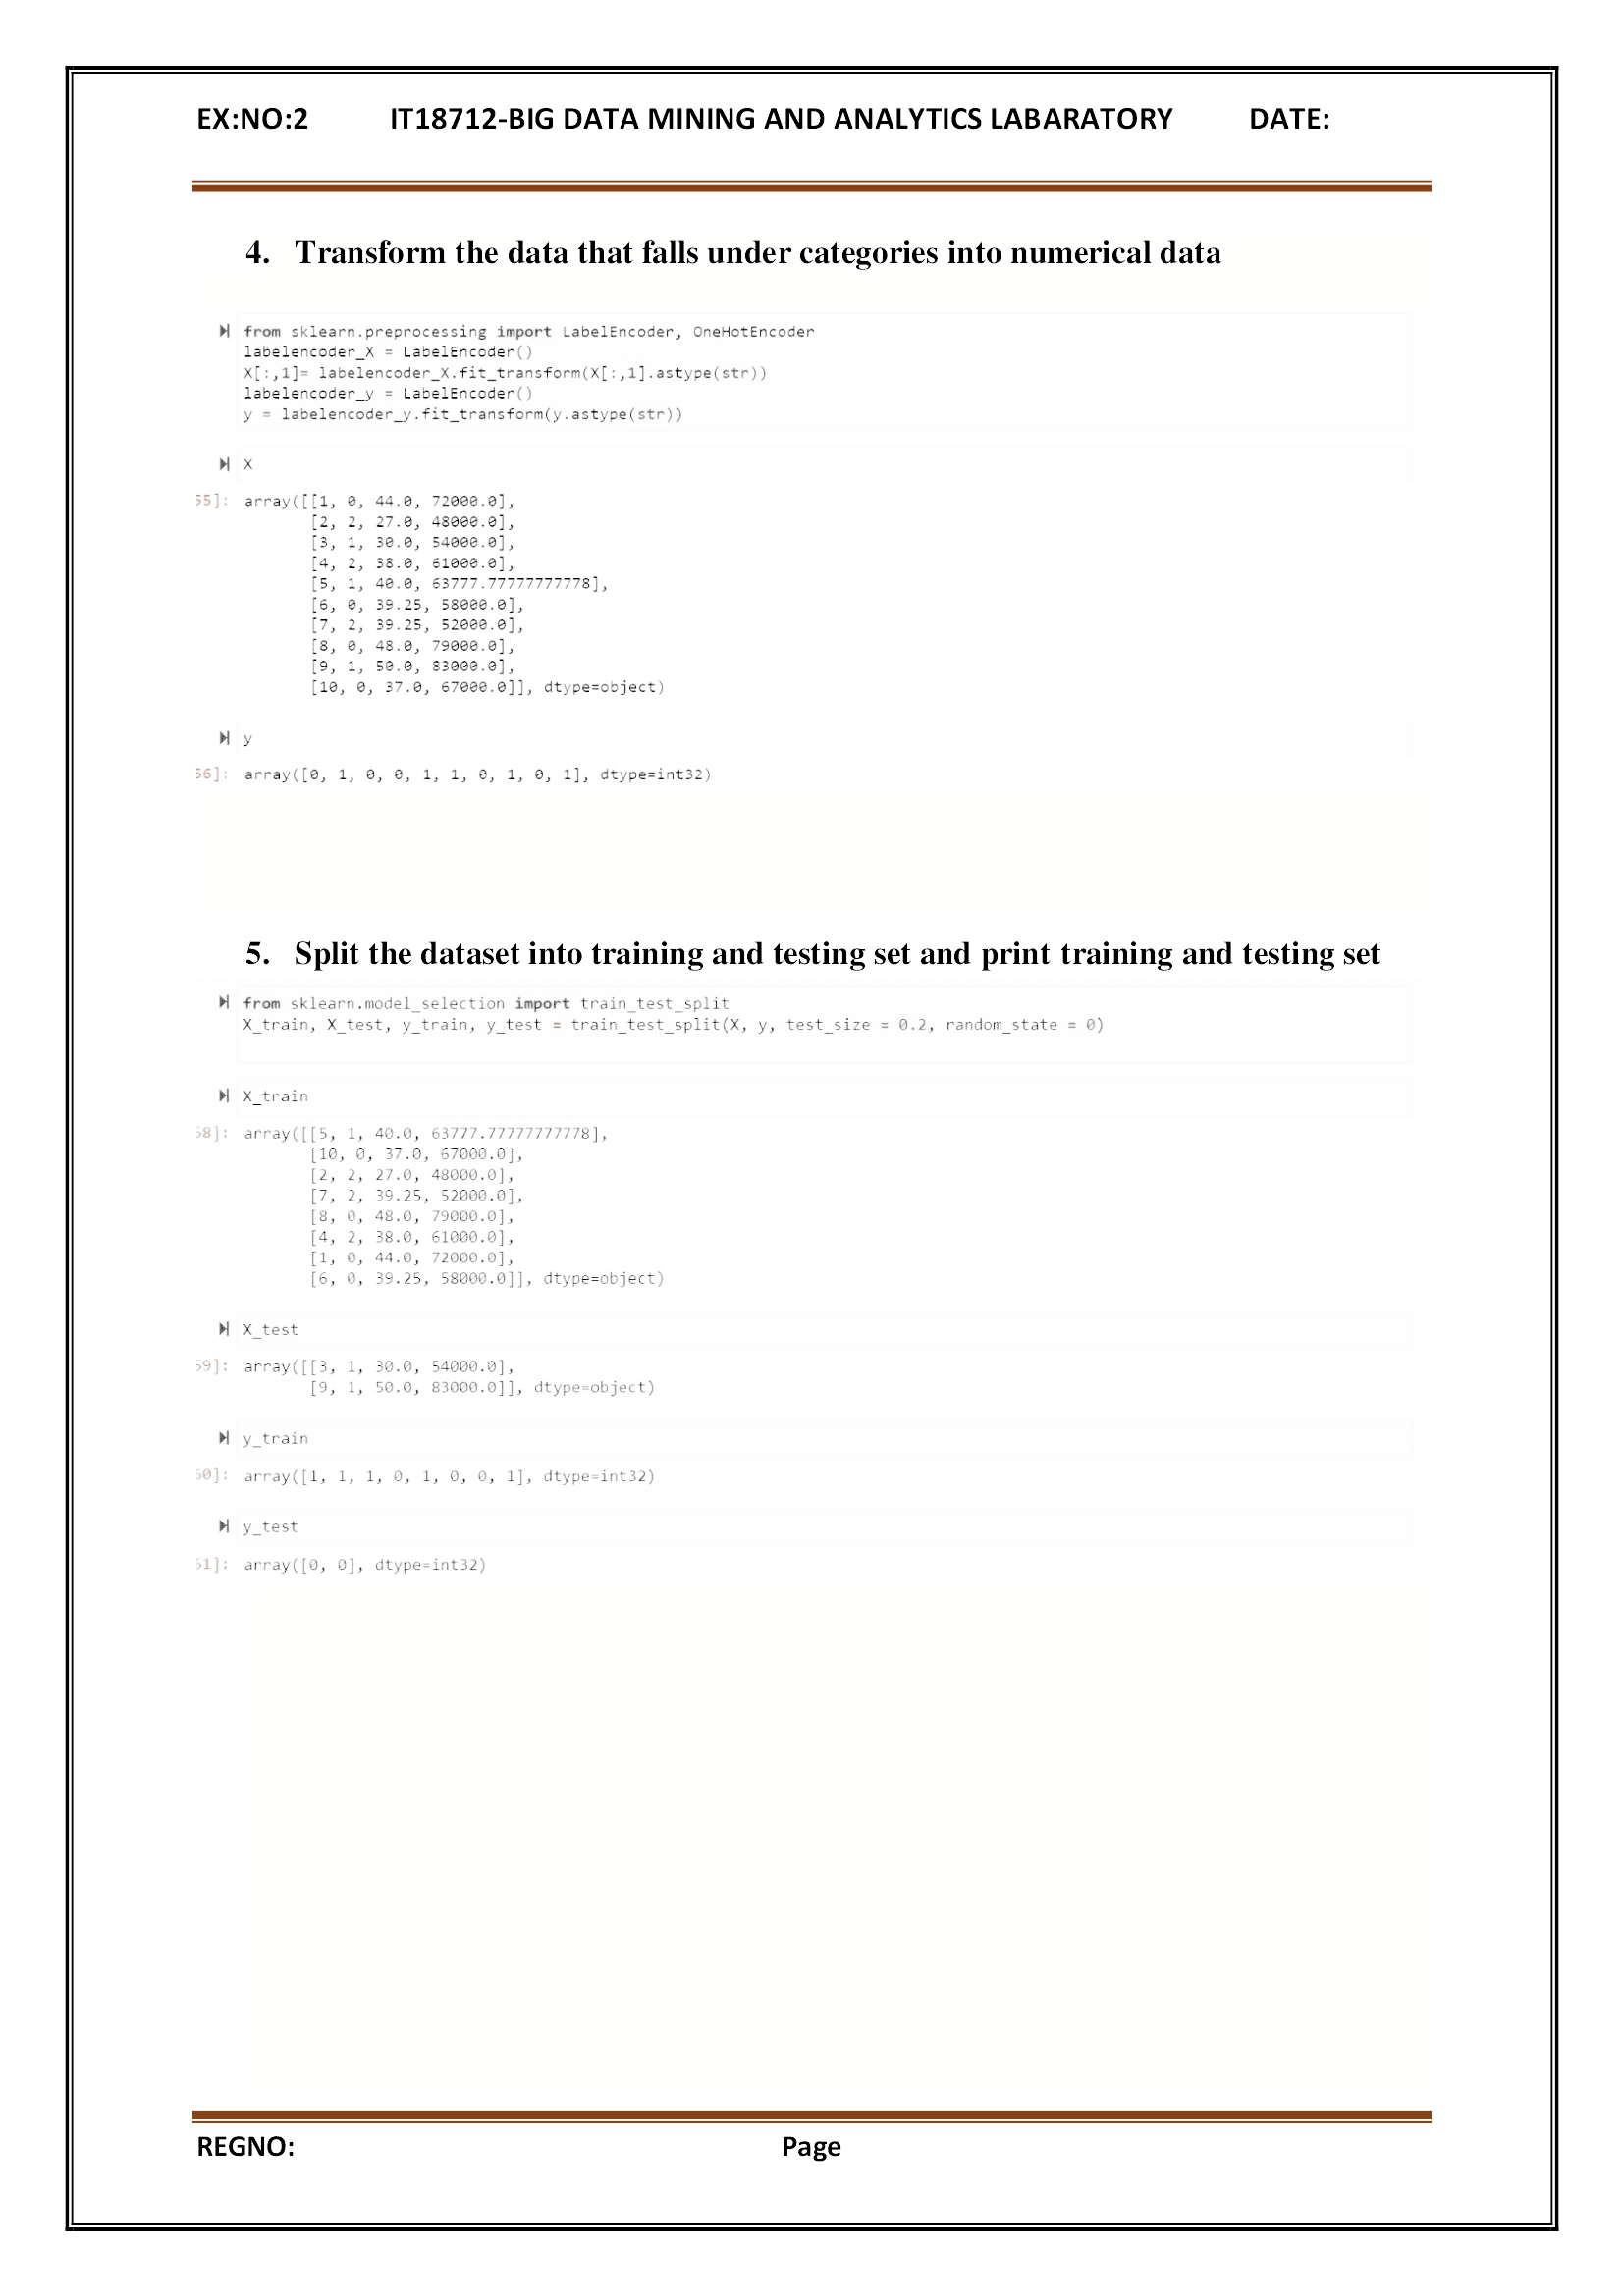 EX:NO:2 IT18712-BIG DATA MINING AND ANALYTICS LABARATORY DATE:
4. Transform the data that falls under categories into numerical data
from sklearn.preprocessing import LabelEncoder, OneHotEncoder
labelencoder_X = LabelEncoder()
X[:,1]= labelencoder_X.fit_transform(X[:,1].astype(str))
labelencoder_y = LabelEncoder()
y = labelencoder_y.fit_transform(y.astype(str))
X
55]: array([[1, 0, 44.0, 72000.0],
[2, 2, 27.0, 48000.0],
[3, 1, 30.0, 54000.0],
[4, 2, 38.0, 61000.0],
[5, 1, 40.0, 63777.77777777778],
[6, 0, 39.25, 58000.0],
[7, 2, 39.25, 52000.0],
[8, 0, 48.0, 79000.0],
[9, 1, 50.0, 83000.0],
[10, 0, 37.0, 67000.0]], dtype=object)
y
56]: array([0, 1, 0, 0, 1, 1, 0, 1, 0, 1], dtype=int32)
5. Split the dataset into training and testing set and print training and testing set
from sklearn.model_selection import train_test_split
X_train, X_test, y_train, y_test = train_test_split(X, y, test_size = 0.2, random_state = 0)
X_train
58]: array([[5, 1, 40.0, 63777.77777777778],
[10, 0, 37.0, 67000.0],
[2, 2, 27.0, 48000.0],
[7, 2, 39.25, 52000.0],
[8, 0, 48.0, 79000.0],
[4, 2, 38.0, 61000.0],
[1, 0, 44.0, 72000.0],
[6, 0, 39.25, 58000.0]], dtype=object)
X_test
59]: array([[3, 1, 30.0, 54000.0],
[9, 1, 50.0, 83000.0]], dtype=object)
y_train
60]: array([1, 1, 1, 0, 1, 0, 0, 1], dtype=int32)
y_test
61]: array([0, 0], dtype=int32)
REGNO: Page